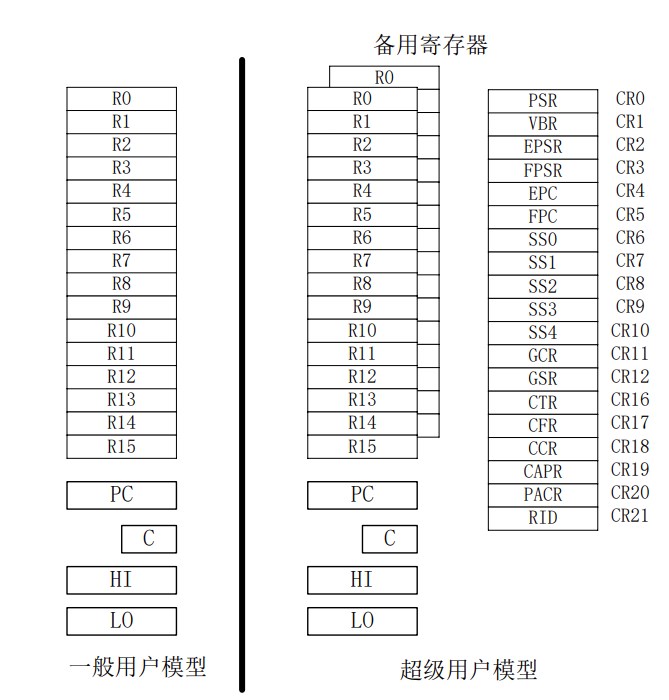 备用寄存器
R0
R0
R1
R2
R3
R4
R5
R6
R7
R8
R9
R10
R11
R12
R13
R14
R15
PC
C
HI
LO
一般用户模型
R0
R1
R2
R3
R4
R5
R6
R7
R8
R9
R10
R11
R12
R13
R14
R15
PC
C
HI
LO
超级用户模型
PSR CR0
VBR CR1
EPSR CR2
FPSR CR3
EPC CR4
FPC CR5
SS0 CR6
SS1 CR7
SS2 CR8
SS3 CR9
SS4 CR10
GCR CR11
GSR CR12
CTR CR16
CFR CR17
CCR CR18
CAPR CR19
PACR CR20
RID CR21